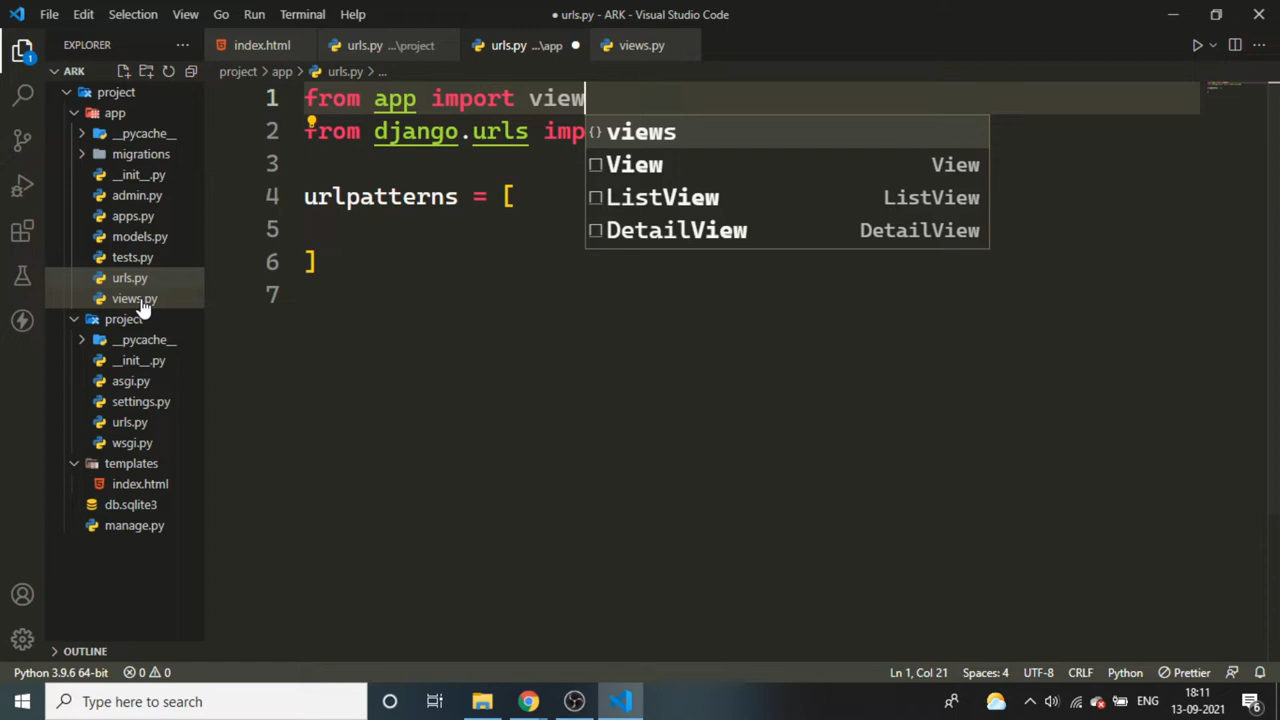 File Edit Selection View Go Run Terminal Help
● urls.py - ARK - Visual Studio Code
1
EXPLORER
ARK
project
app
__pycache__
migrations
__init__.py
admin.py
apps.py
models.py
tests.py
urls.py
views.py
project
__pycache__
__init__.py
asgi.py
settings.py
urls.py
wsgi.py
templates
index.html
db.sqlite3
manage.py
OUTLINE
index.html urls.py ...\project urls.py ...\app ● views.py
project > app > urls.py > ...
1 from app import view
2 from django.urls imp
3
4 urlpatterns = [
5
6 ]
7
views
View View
ListView ListView
DetailView DetailView
Python 3.9.6 64-bit 0 0 Ln 1, Col 21 Spaces: 4 UTF-8 CRLF Python Prettier
Type here to search
ENG
18:11
13-09-2021
6